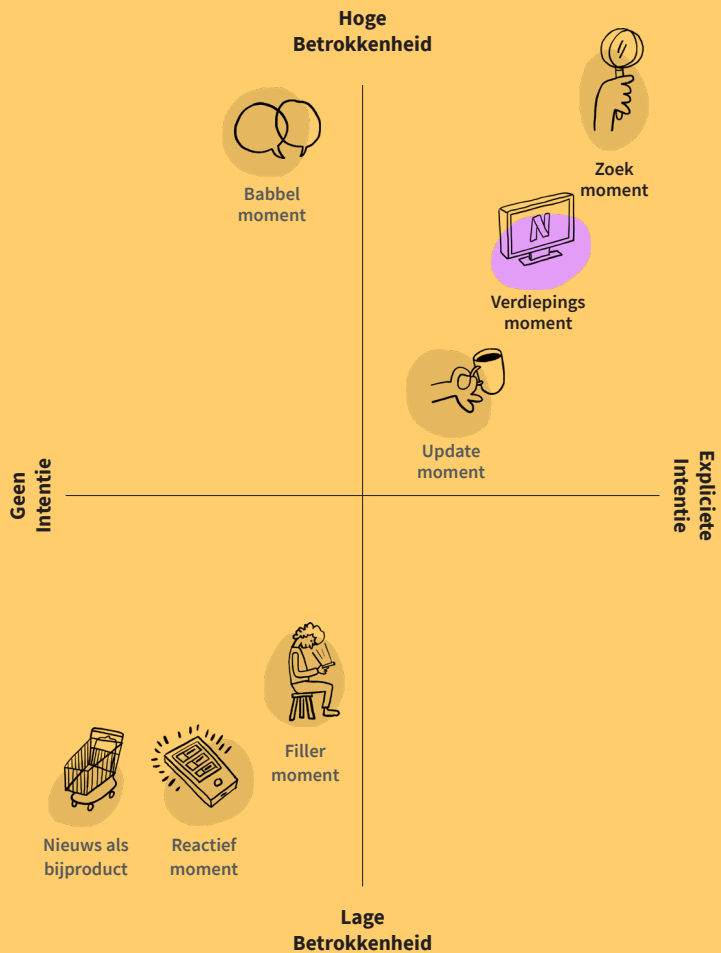 Hoge
Betrokkenheid
Zoek
moment
Babbel
moment
N
Verdiepings
moment
Update
moment
Geen
Intentie
Expliciete
Intentie
Filler
moment
Nieuws als
bijproduct
Reactief
moment
Lage
Betrokkenheid